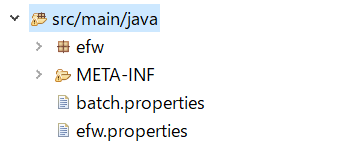 src/main/java
efw
META-INF
batch.properties
efw.properties